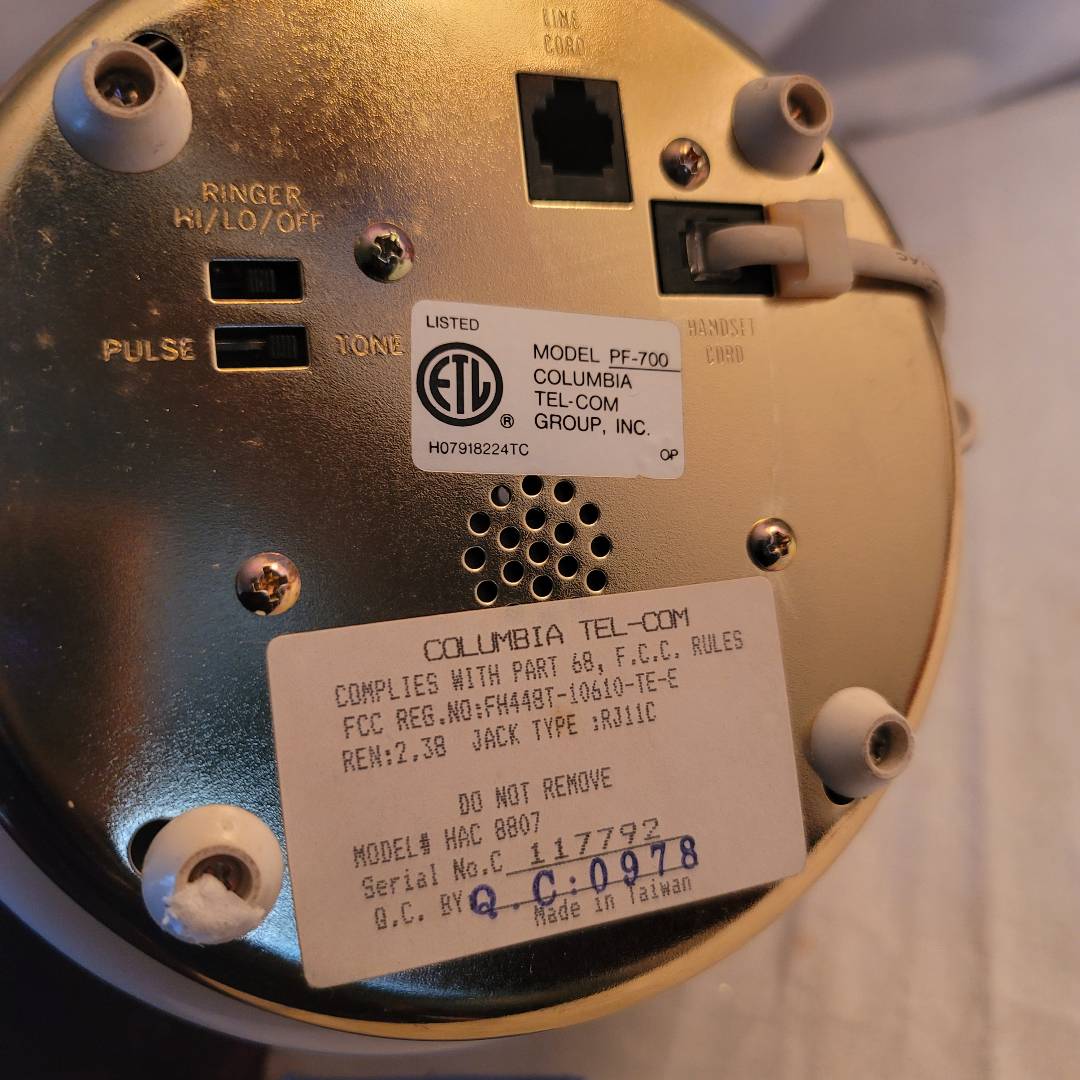 LINE
CORD
RINGER
HI/LO/OFF
PULSE
TONE
HANDSET
CORD
LISTED
ETL
®
MODEL PF-700
COLUMBIA
TEL-COM
GROUP, INC.
H07918224TC
OP
COLUMBIA TEL-COM
COMPLIES WITH PART 68, F.C.C. RULES
FCC REG.NO:FH448T-10610-TE-E
REN:2.38 JACK TYPE :RJ11C
DO NOT REMOVE
MODEL# HAC 8807
Serial No.C 117792
Q.C. BY Q.C:0978
Made in Taiwan